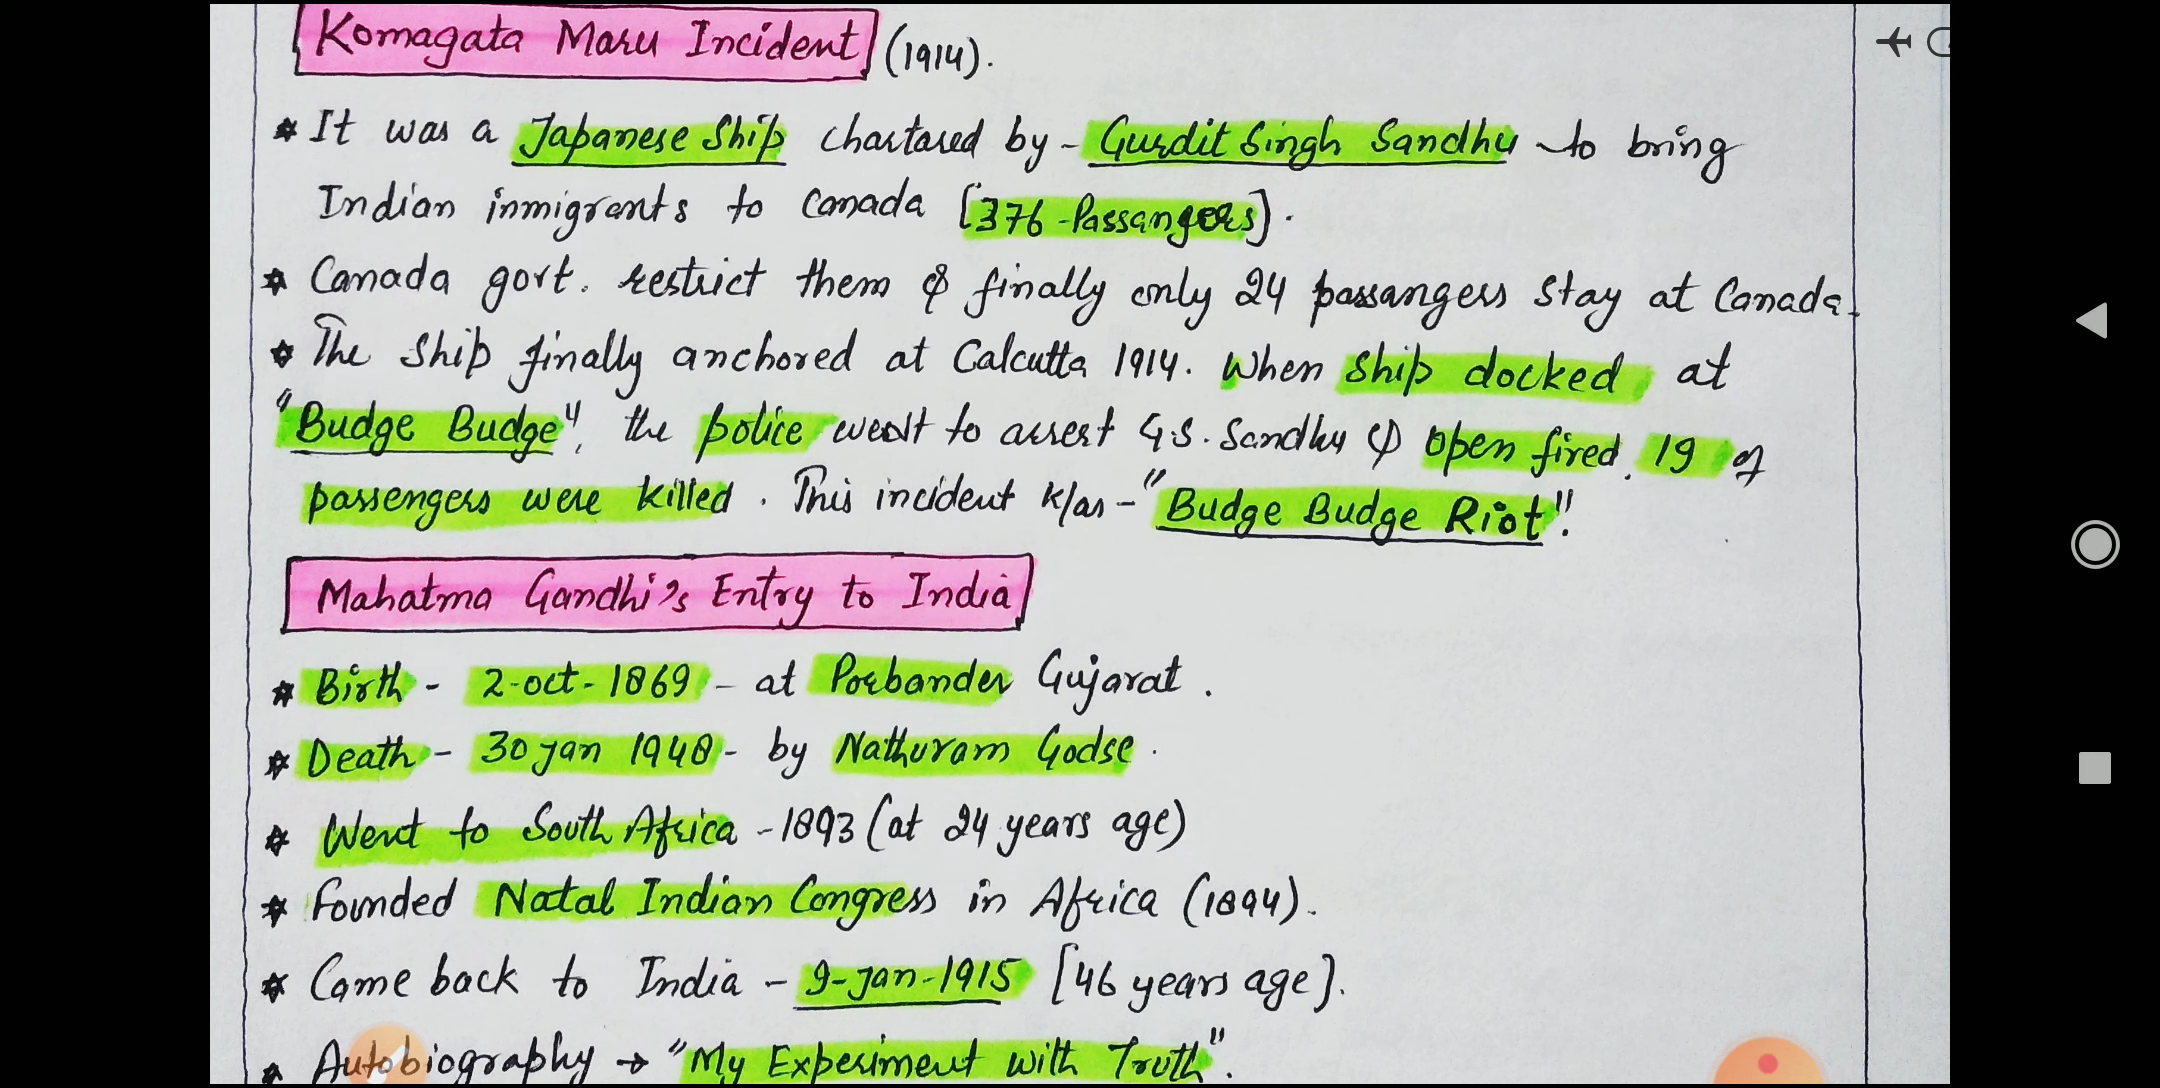 Komagata Maru Incident (1914).
* It was a Japanese Ship chartared by - Gurdit Singh Sandhu to bring
Indian inmigrants to Canada [376 - Passangers].
* Canada govt. restrict them & finally only 24 passangers stay at Canada.
* The ship finally anchored at Calcutta 1914. When ship docked at
"Budge Budge", the police went to arrest G.S. Sandhu & open fired. 19 of
passengers were killed. This incident k/as - "Budge Budge Riot".
Mahatma Gandhi's Entry to India
* Birth - 2-oct-1869 - at Porbander Gujarat.
* Death - 30 jan 1948 - by Nathuram Godse.
* Went to South Africa - 1893 (at 24 years age)
* founded Natal Indian Congress in Africa (1894).
* Came back to India - 9-Jan-1915 [46 years age].
* Autobiography → "My Experiment with Truth".